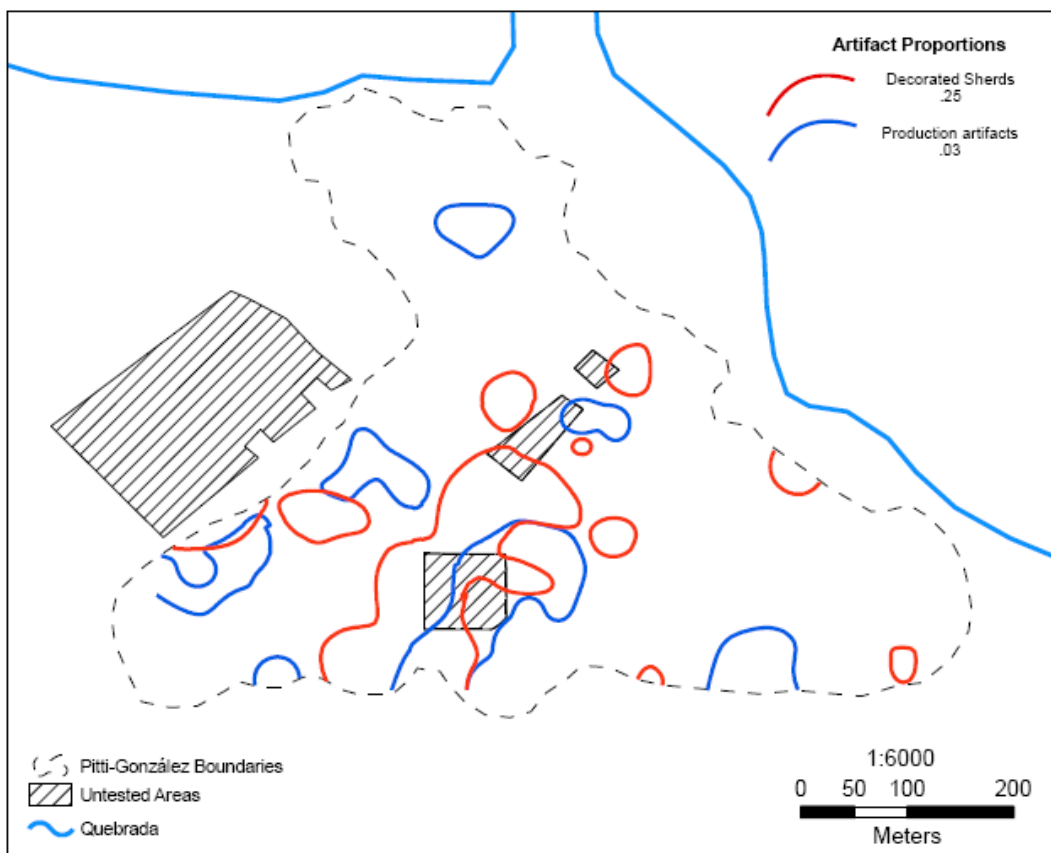 Artifact Proportions
Decorated Sherds
.25
Production artifacts
.03
Pitti-González Boundaries
Untested Areas
Quebrada
1:6000
0 50 100 200
Meters